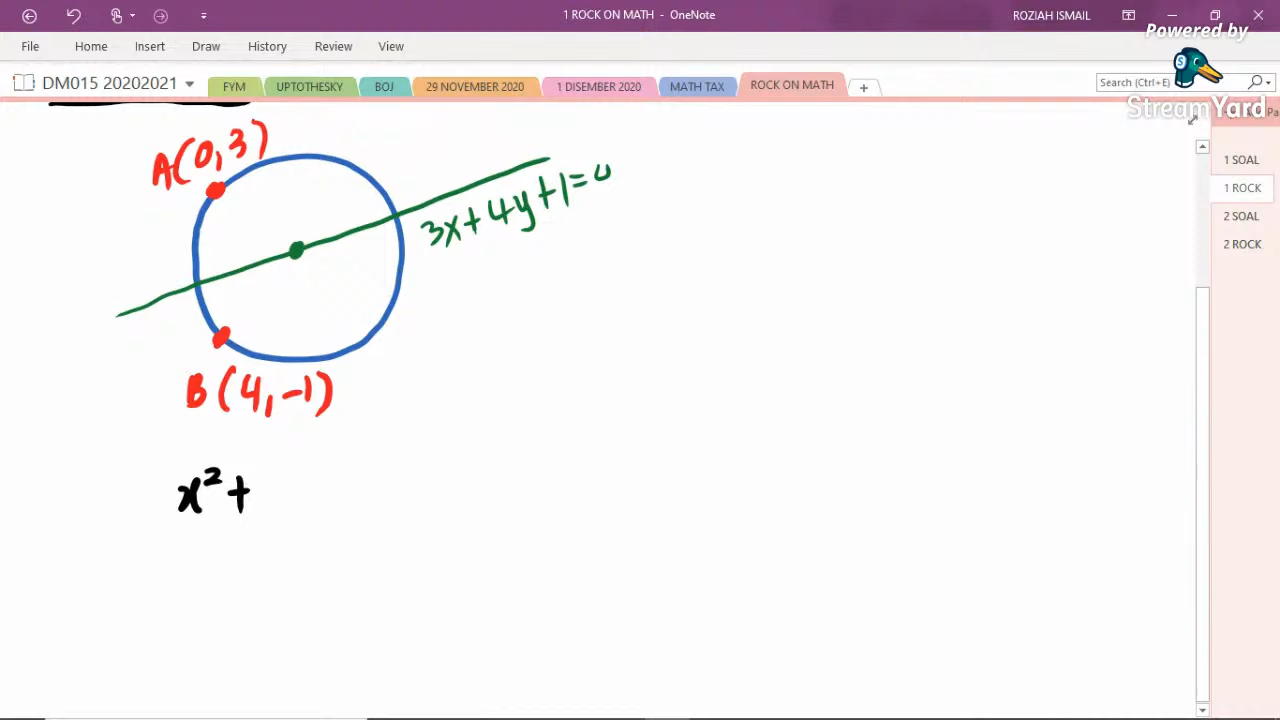 1 ROCK ON MATH - OneNote
ROZIAH ISMAIL
Powered by
StreamYard
File Home Insert Draw History Review View
DM015 20202021
FYM UPTOTHESKY BOJ 29 NOVEMBER 2020 1 DISEMBER 2020 MATH TAX ROCK ON MATH +
Search (Ctrl+E)
Pa
1 SOAL
1 ROCK
2 SOAL
2 ROCK
A(0,3)
3x+4y+1=0
B(4,-1)
x²+